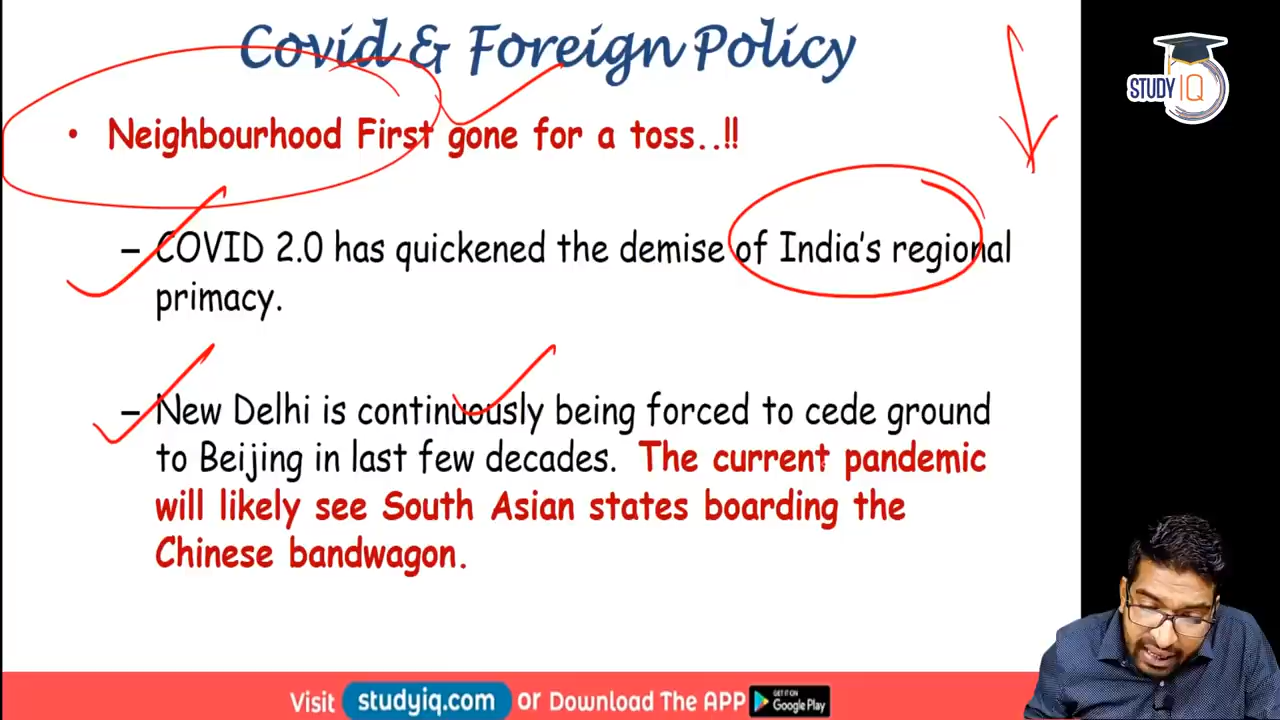 Covid & Foreign Policy
STUDY IQ
• Neighbourhood First gone for a toss..!!
– COVID 2.0 has quickened the demise of India's regional
primacy.
– New Delhi is continuously being forced to cede ground
to Beijing in last few decades. The current pandemic
will likely see South Asian states boarding the
Chinese bandwagon.
Visit studyiq.com or Download The APP GET IT ON Google Play